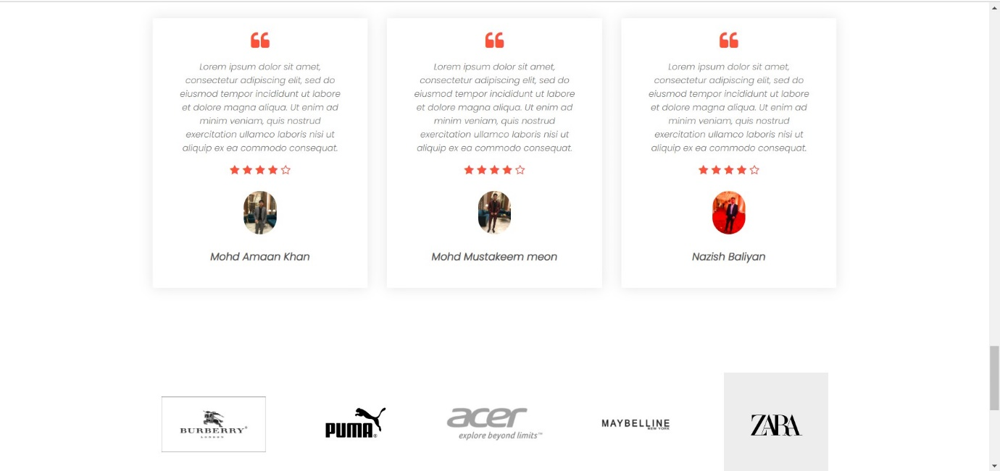 Lorem ipsum dolor sit amet,
consectetur adipiscing elit, sed do
eiusmod tempor incididunt ut labore
et dolore magna aliqua. Ut enim ad
minim veniam, quis nostrud
exercitation ullamco laboris nisi ut
aliquip ex ea commodo consequat.
Mohd Amaan Khan
Lorem ipsum dolor sit amet,
consectetur adipiscing elit, sed do
eiusmod tempor incididunt ut labore
et dolore magna aliqua. Ut enim ad
minim veniam, quis nostrud
exercitation ullamco laboris nisi ut
aliquip ex ea commodo consequat.
Mohd Mustakeem meon
Lorem ipsum dolor sit amet,
consectetur adipiscing elit, sed do
eiusmod tempor incididunt ut labore
et dolore magna aliqua. Ut enim ad
minim veniam, quis nostrud
exercitation ullamco laboris nisi ut
aliquip ex ea commodo consequat.
Nazish Baliyan
BURBERRY®
LONDON
PUMA®
acer
explore beyond limits™
MAYBELLINE
NEW YORK
ZARA